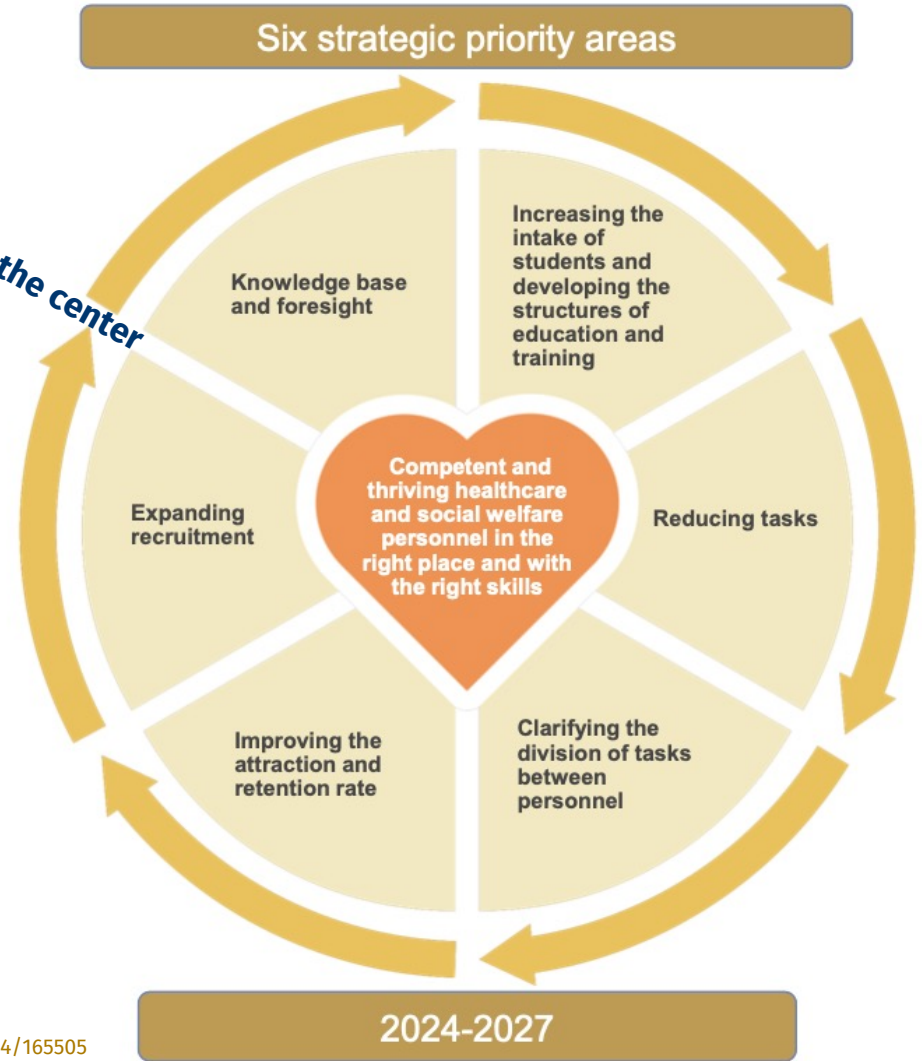 Six strategic priority areas
the center
Knowledge base
and foresight
Increasing the
intake of
students and
developing the
structures of
education and
training
Expanding
recruitment
Competent and
thriving healthcare
and social welfare
personnel in the
right place and with
the right skills
Reducing tasks
Improving the
attraction and
retention rate
Clarifying the
division of tasks
between
personnel
2024-2027
4/165505